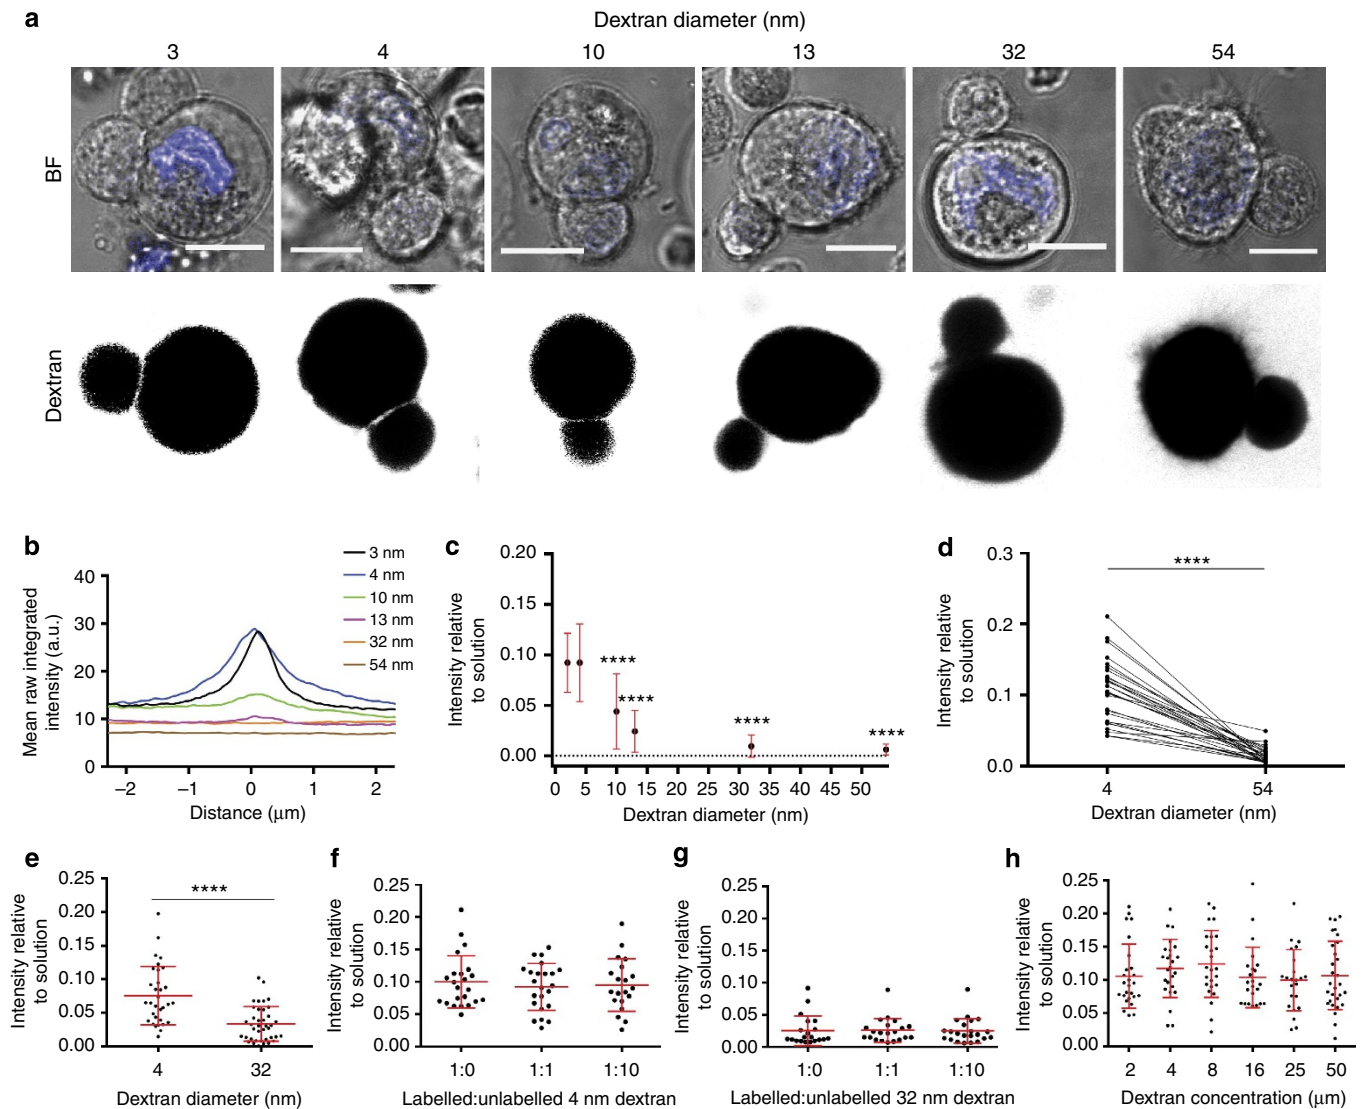 a
Dextran diameter (nm)
3 4 10 13 32 54
BF
Dextran
b
3 nm
4 nm
10 nm
13 nm
32 nm
54 nm
Mean raw integrated
intensity (a.u.)
40
30
20
10
0
–2 –1 0 1 2
Distance (μm)
c
Intensity relative
to solution
0.20
0.15
0.10
0.05
0.00
****
****
****
****
0 5 10 15 20 25 30 35 40 45 50
Dextran diameter (nm)
d
Intensity relative
to solution
0.3
0.2
0.1
0.0
****
4 54
Dextran diameter (nm)
e
Intensity relative
to solution
0.25
0.20
0.15
0.10
0.05
0.00
****
4 32
Dextran diameter (nm)
f
Intensity relative
to solution
0.25
0.20
0.15
0.10
0.05
0.00
1:0 1:1 1:10
Labelled:unlabelled 4 nm dextran
g
Intensity relative
to solution
0.25
0.20
0.15
0.10
0.05
0.00
1:0 1:1 1:10
Labelled:unlabelled 32 nm dextran
h
Intensity relative
to solution
0.25
0.20
0.15
0.10
0.05
0.00
2 4 8 16 25 50
Dextran concentration (μm)